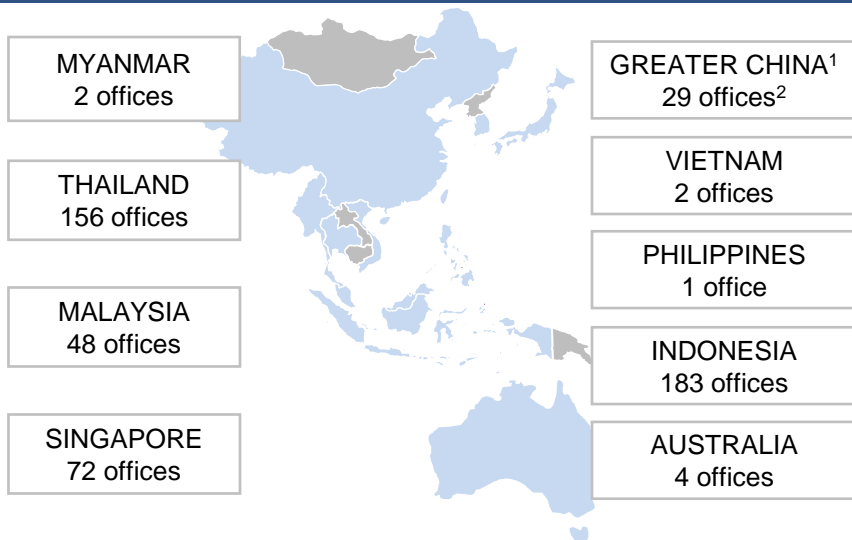 MYANMAR
2 offices
THAILAND
156 offices
MALAYSIA
48 offices
SINGAPORE
72 offices
GREATER CHINA¹
29 offices²
VIETNAM
2 offices
PHILIPPINES
1 office
INDONESIA
183 offices
AUSTRALIA
4 offices